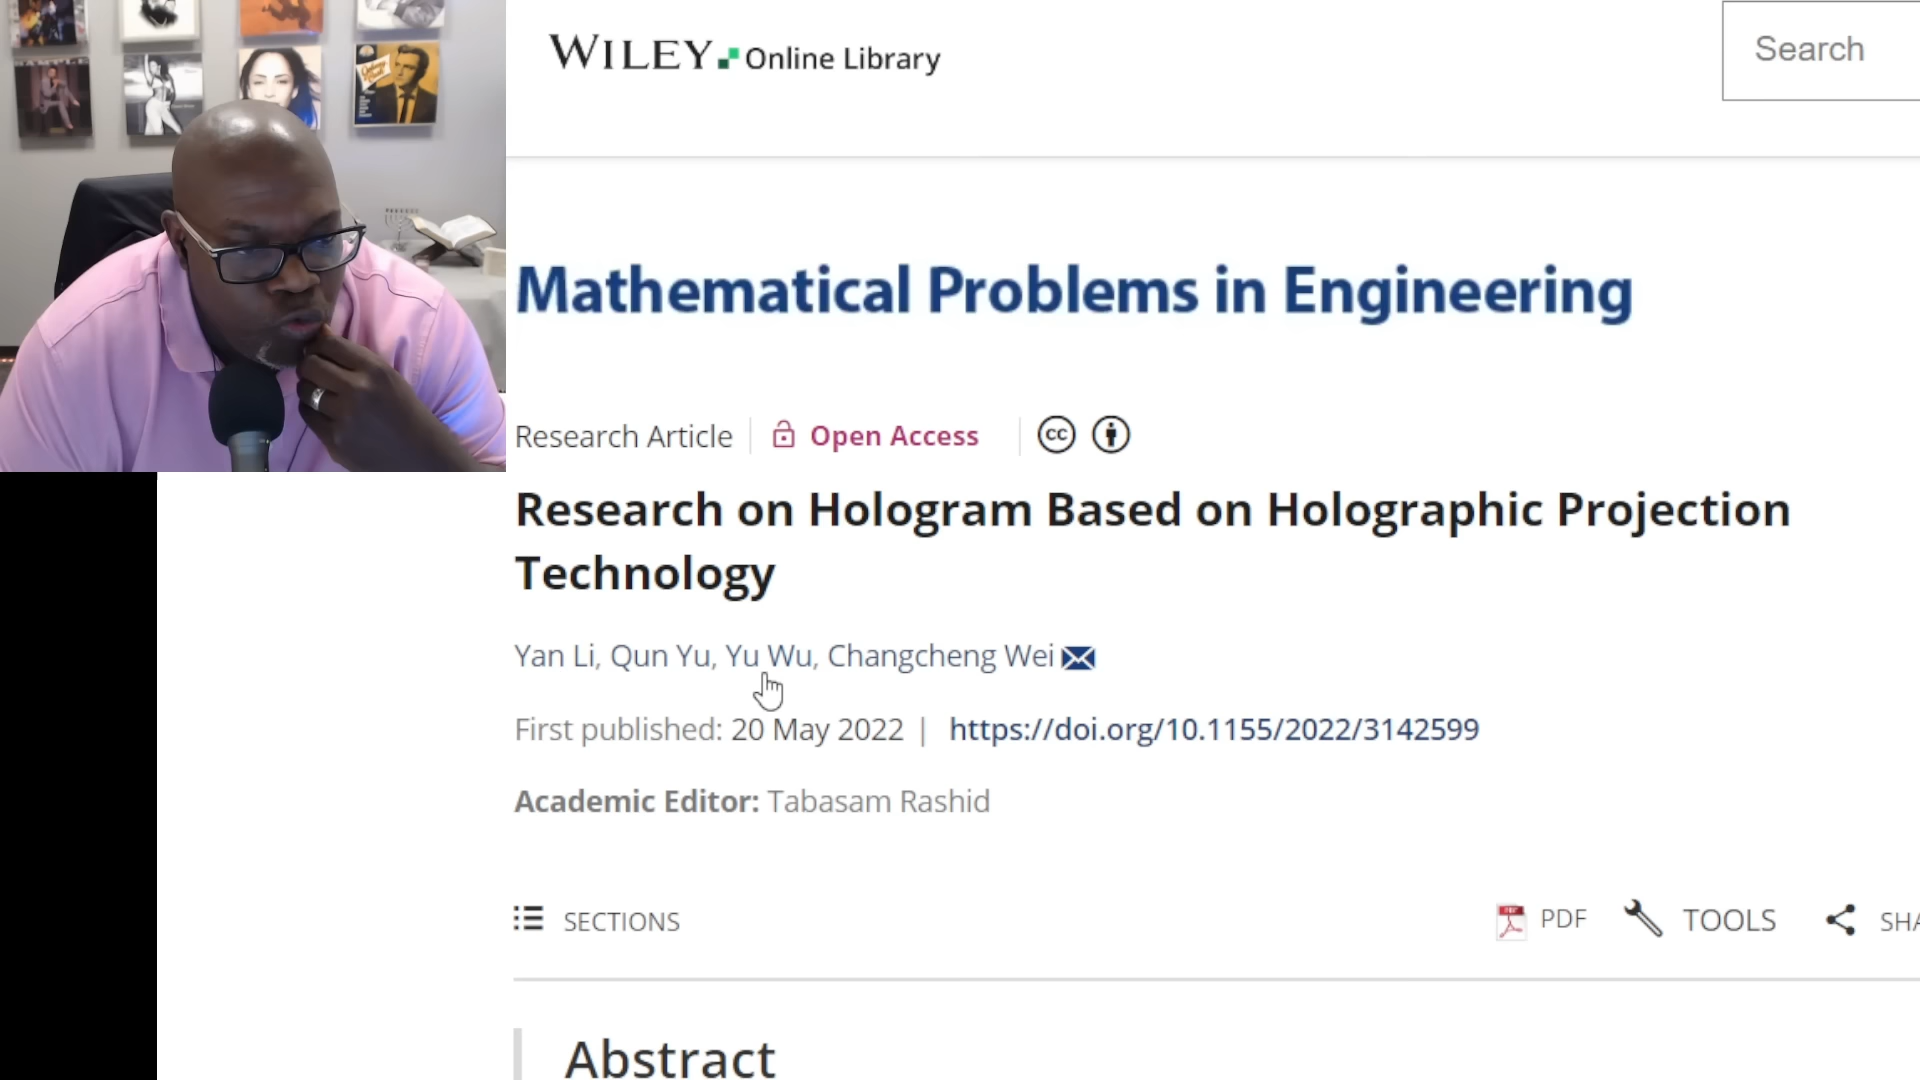 WILEY Online Library
Search
Mathematical Problems in Engineering
Research Article
Open Access
cc
Research on Hologram Based on Holographic Projection
Technology
Yan Li, Qun Yu, Yu Wu, Changcheng Wei
First published: 20 May 2022 | https://doi.org/10.1155/2022/3142599
Academic Editor: Tabasam Rashid
SECTIONS
PDF
TOOLS
SHA
Abstract